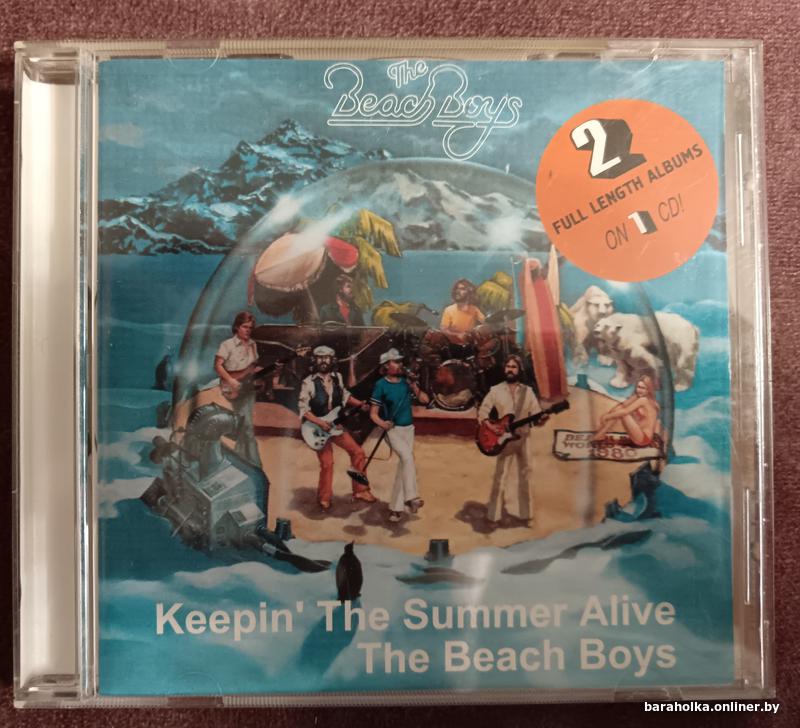 The
Beach Boys
2
FULL LENGTH ALBUMS
ON 1 CD!
1980
Keepin' The Summer Alive
The Beach Boys
baraholka.onliner.by